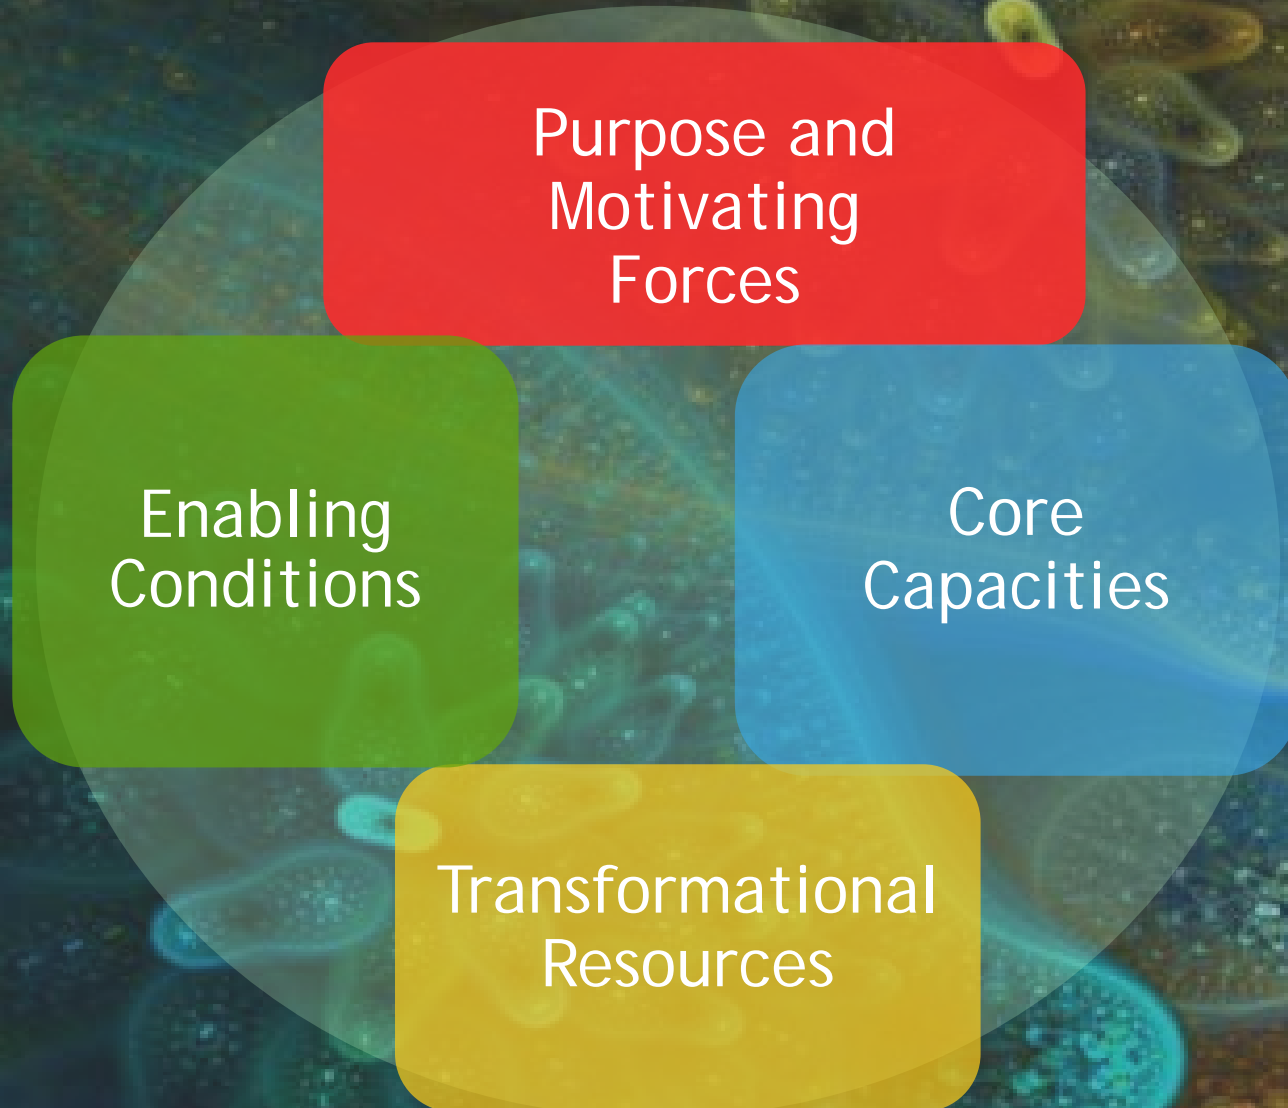 Purpose and
Motivating
Forces
Enabling
Conditions
Core
Capacities
Transformational
Resources